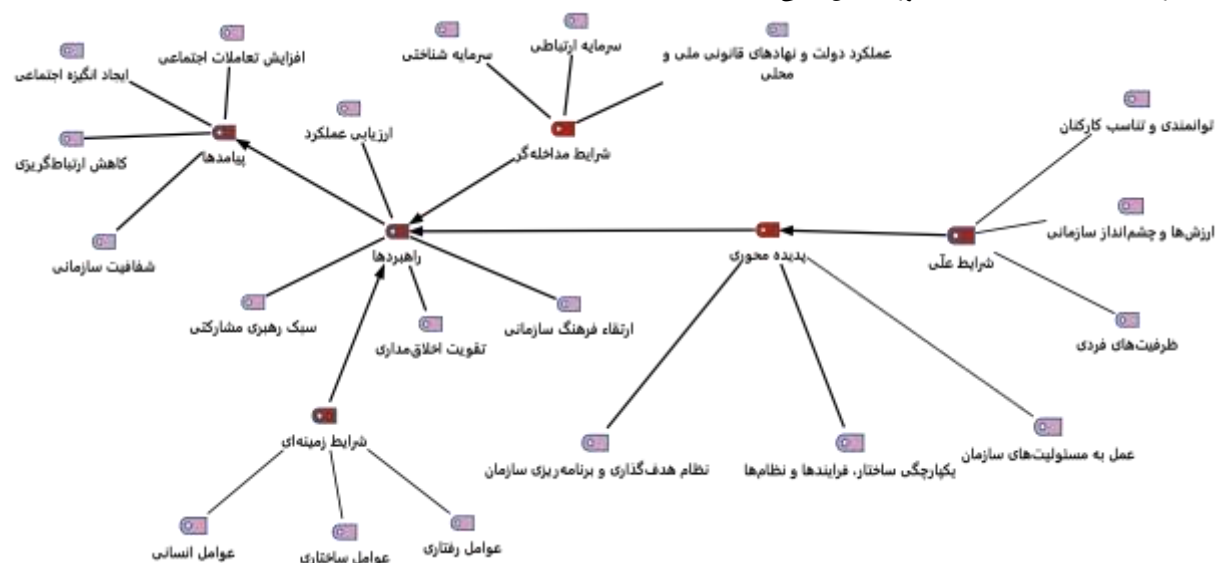 سرمایه ارتباطی
سرمایه شناختی
عملکرد دولت و نهادهای قانونی ملی و
محلی
افزایش تعاملات اجتماعی
ایجاد انگیزه اجتماعی
توانمندی و تناسب کارکنان
ارزیابی عملکرد
شرایط مداخله‌گر
پیامدها
کاهش ارتباط‌گریزی
ارزش‌ها و چشم‌انداز سازمانی
شرایط علّی
پدیده محوری
راهبردها
شفافیت سازمانی
ظرفیت‌های فردی
ارتقاء فرهنگ سازمانی
تقویت اخلاق‌مداری
سبک رهبری مشارکتی
شرایط زمینه‌ای
عمل به مسئولیت‌های سازمان
یکپارچگی ساختار، فرایندها و نظام‌ها
نظام هدف‌گذاری و برنامه‌ریزی سازمان
عوامل رفتاری
عوامل ساختاری
عوامل انسانی